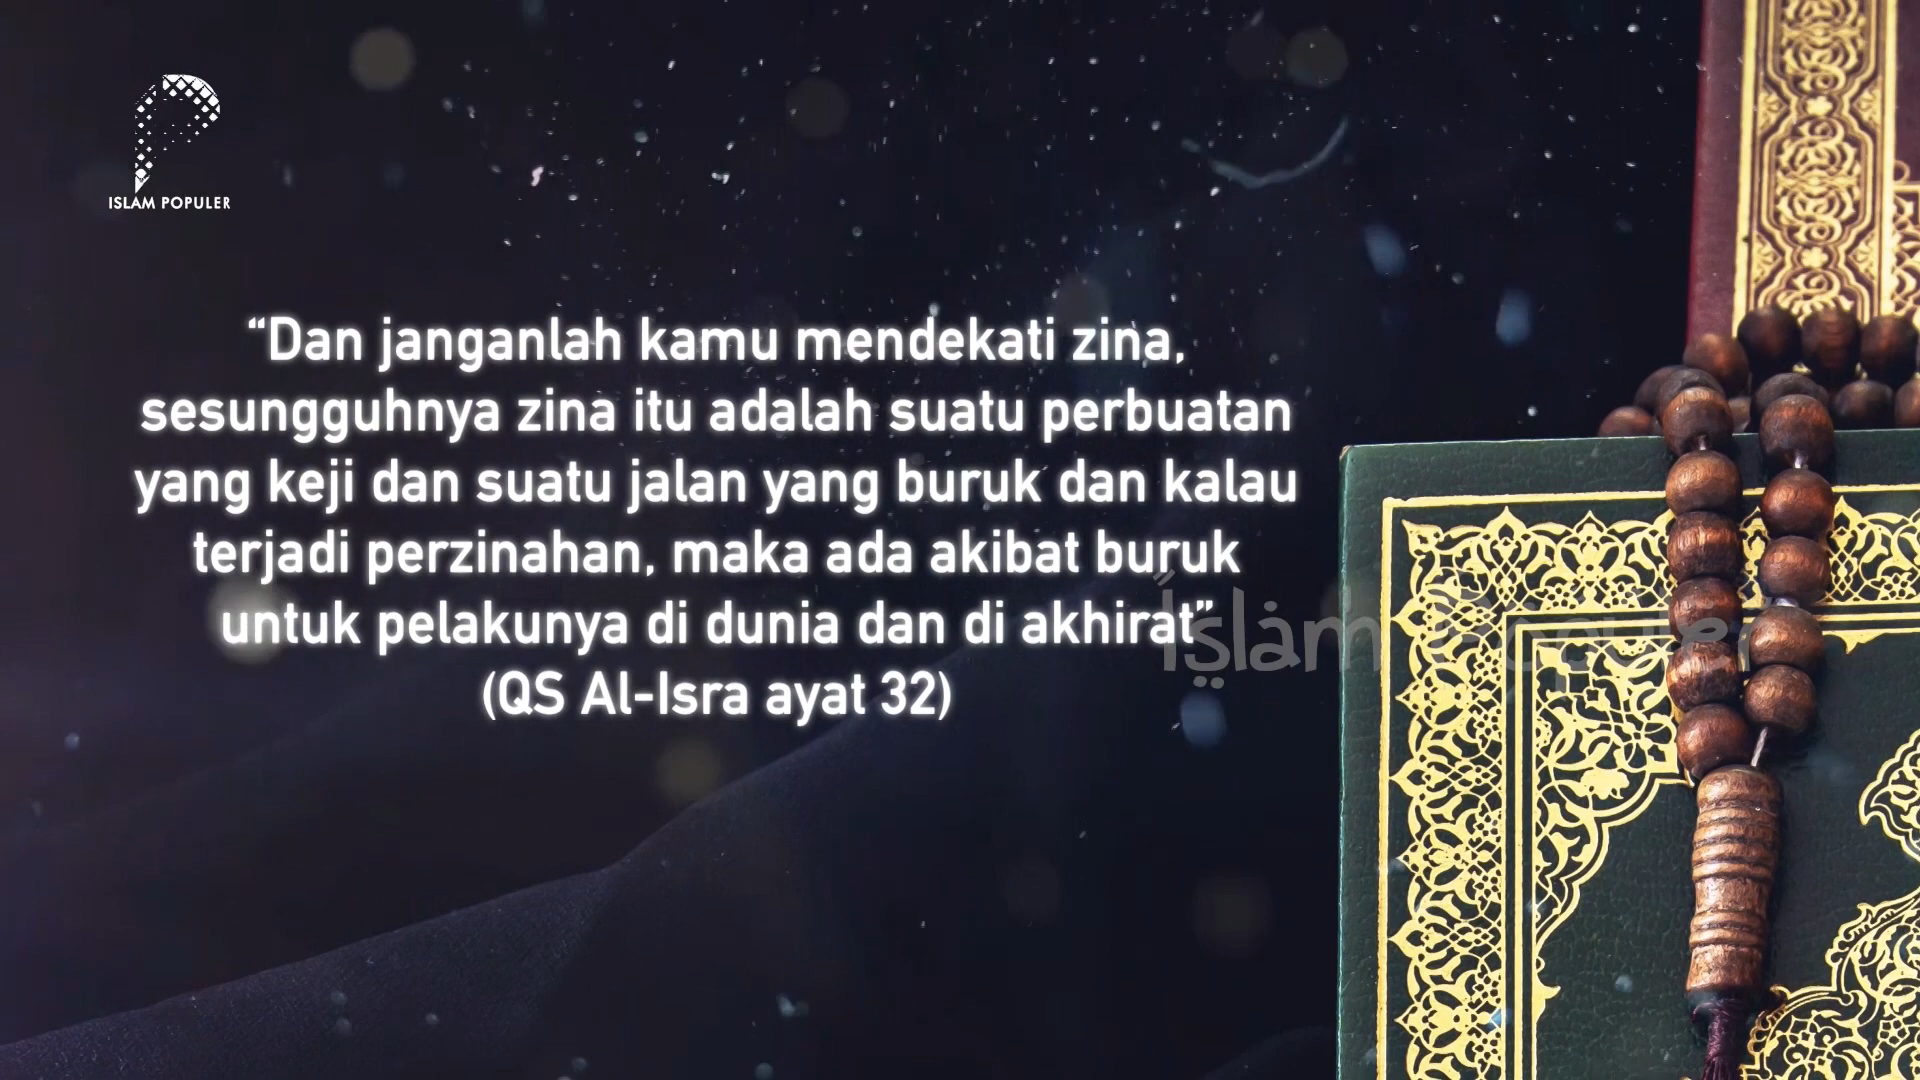 ISLAM POPULER
“Dan janganlah kamu mendekati zina,
sesungguhnya zina itu adalah suatu perbuatan
yang keji dan suatu jalan yang buruk dan kalau
terjadi perzinahan, maka ada akibat buruk
untuk pelakunya di dunia dan di akhirat”
(QS Al-Isra ayat 32)
Islam Populer